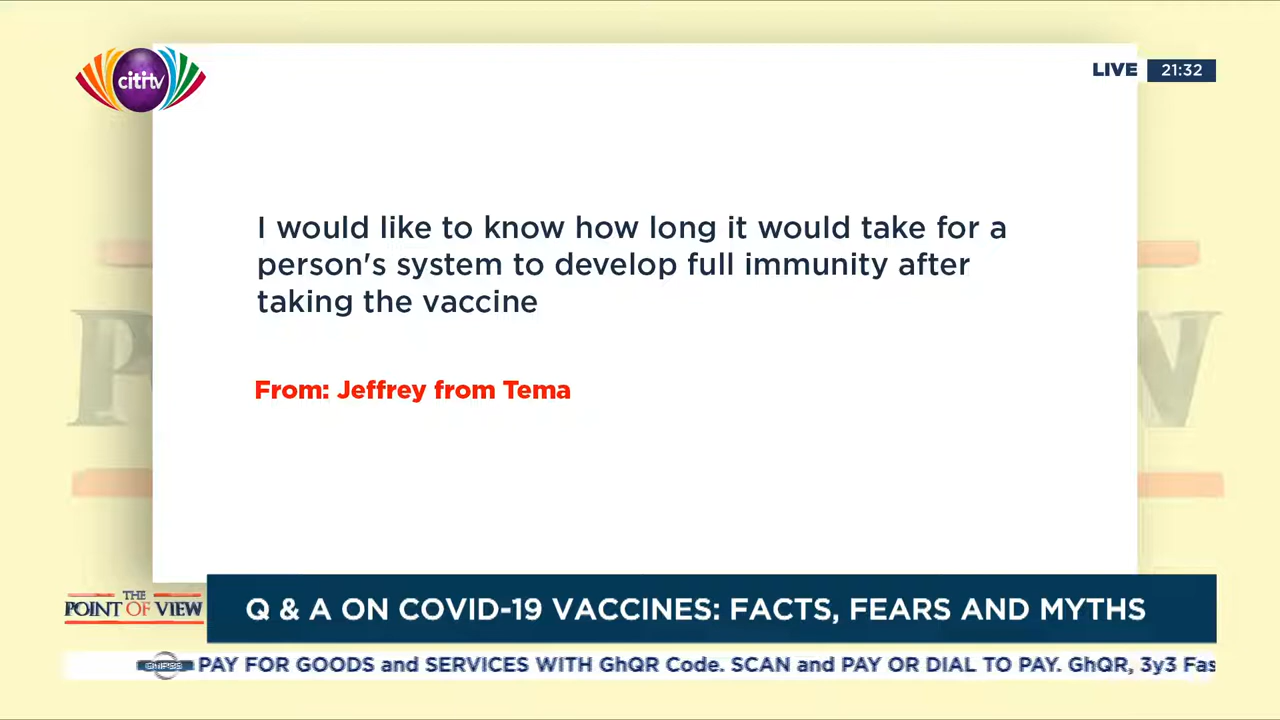 citi tv
LIVE 21:32
I would like to know how long it would take for a
person's system to develop full immunity after
taking the vaccine
From: Jeffrey from Tema
THE
POINT OF VIEW
Q & A ON COVID-19 VACCINES: FACTS, FEARS AND MYTHS
PAY FOR GOODS and SERVICES WITH GhQR Code. SCAN and PAY OR DIAL TO PAY. GhQR, 3y3 Fas